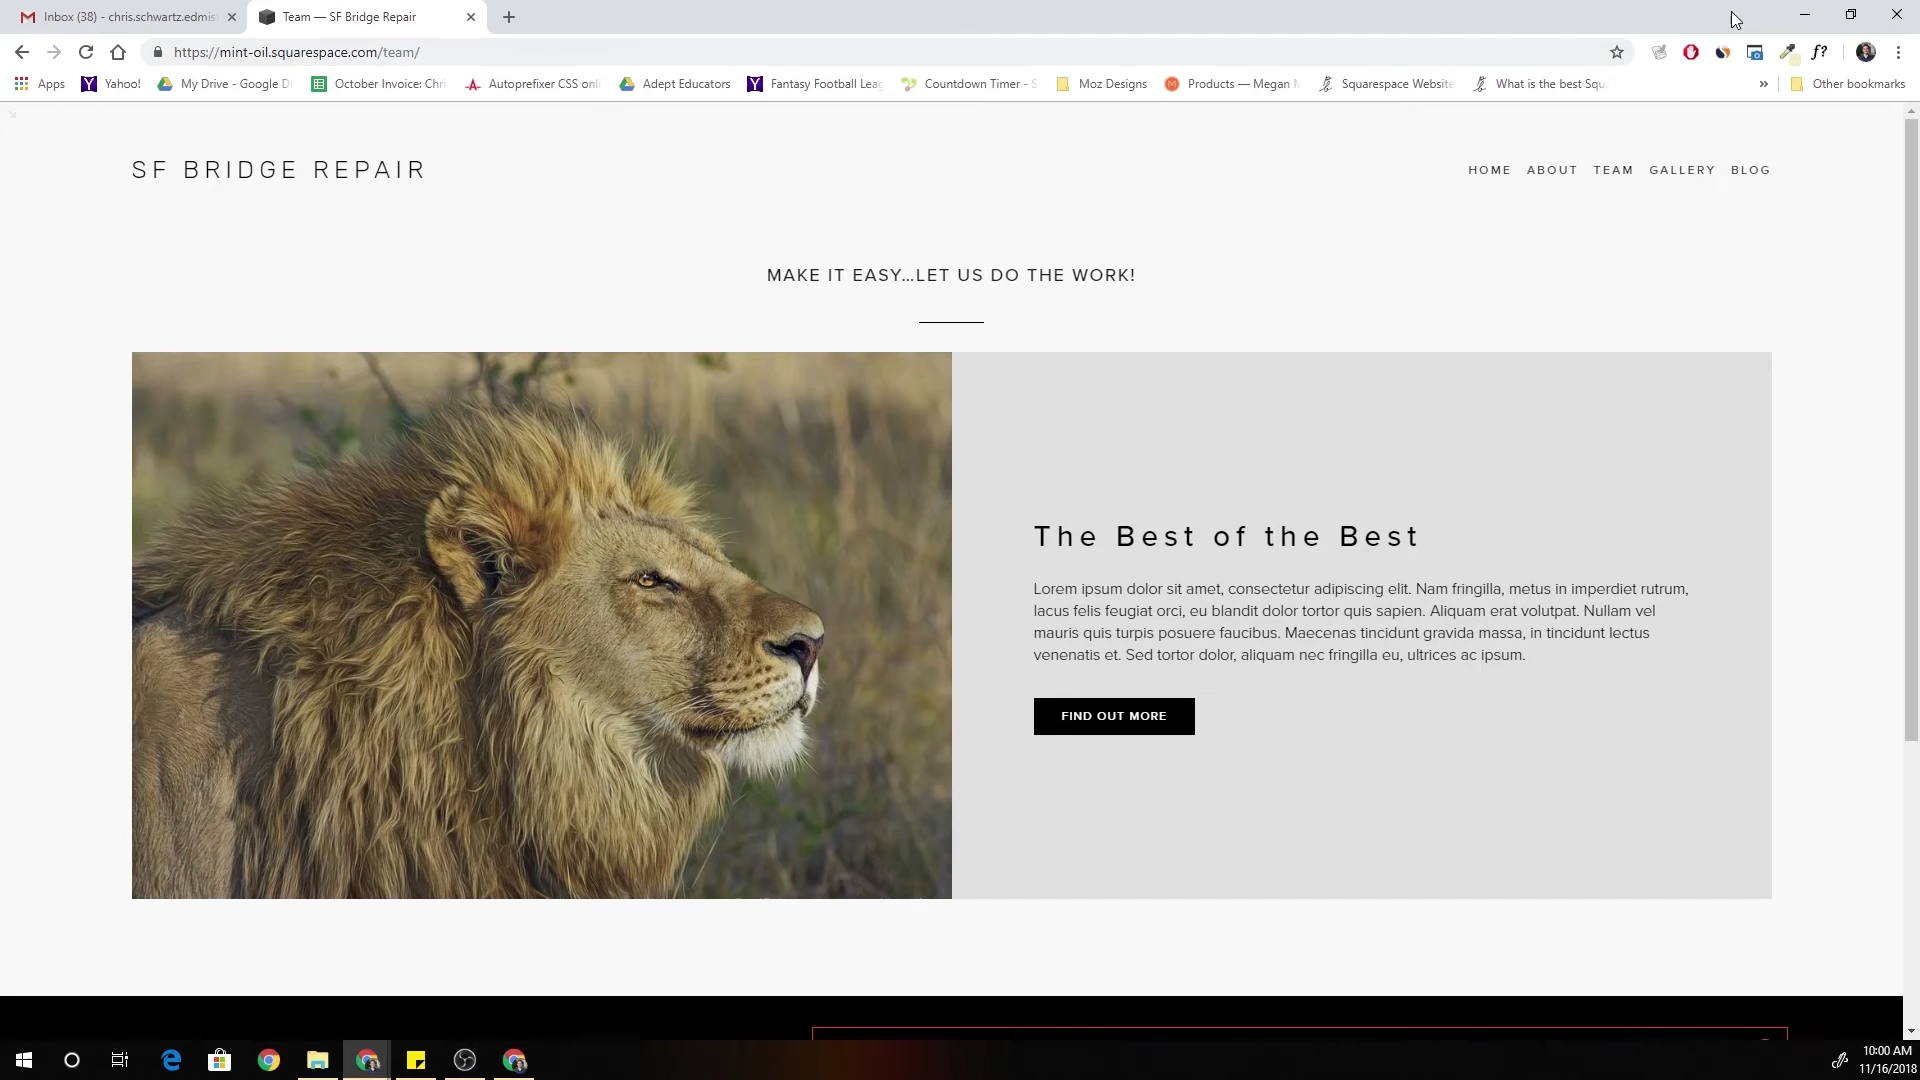 Inbox (38) - chris.schwartz.edmis
Team — SF Bridge Repair
https://mint-oil.squarespace.com/team/
f?
Apps
Yahoo!
My Drive - Google Dr
October Invoice: Chri
Autoprefixer CSS onli
Adept Educators
Fantasy Football Leag
Countdown Timer - S
Moz Designs
Products — Megan M
Squarespace Website
What is the best Squa
»
Other bookmarks
SF BRIDGE REPAIR
HOME ABOUT TEAM GALLERY BLOG
MAKE IT EASY...LET US DO THE WORK!
The Best of the Best
Lorem ipsum dolor sit amet, consectetur adipiscing elit. Nam fringilla, metus in imperdiet rutrum,
lacus felis feugiat orci, eu blandit dolor tortor quis sapien. Aliquam erat volutpat. Nullam vel
mauris quis turpis posuere faucibus. Maecenas tincidunt gravida massa, in tincidunt lectus
venenatis et. Sed tortor dolor, aliquam nec fringilla eu, ultrices ac ipsum.
FIND OUT MORE
10:00 AM
11/16/2018